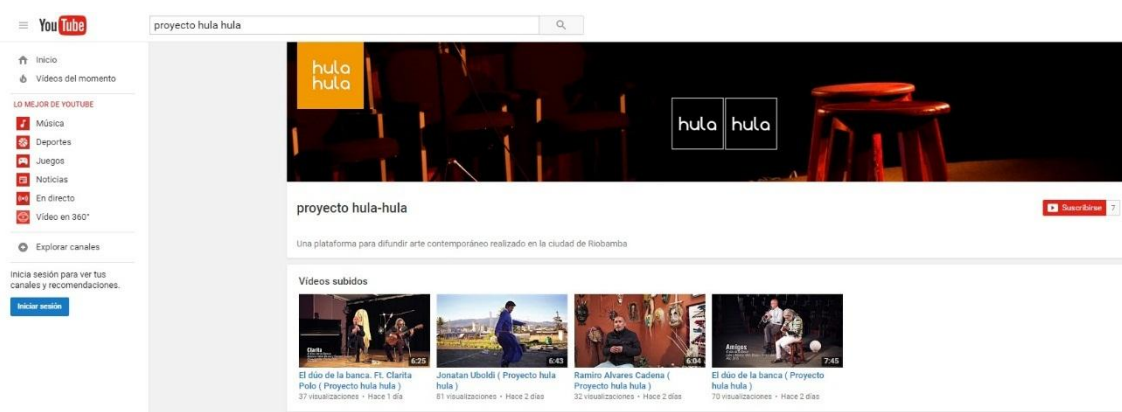 You Tube
proyecto hula hula
Inicio
Vídeos del momento
LO MEJOR DE YOUTUBE
Música
Deportes
Juegos
Noticias
En directo
Vídeo en 360°
Explorar canales
Inicia sesión para ver tus
canales y recomendaciones.
Iniciar sesión
hula
hula
hula hula
proyecto hula-hula
Suscribirse 7
Una plataforma para difundir arte contemporáneo realizado en la ciudad de Riobamba
Vídeos subidos
Clarita
6:25
El dúo de la banca. Ft. Clarita
Polo ( Proyecto hula hula )
37 visualizaciones • Hace 1 día
6:43
Jonatan Uboldi ( Proyecto hula
hula )
81 visualizaciones • Hace 2 días
6:04
Ramiro Alvares Cadena (
Proyecto hula hula )
32 visualizaciones • Hace 2 días
Amigos
7:45
El dúo de la banca ( Proyecto
hula hula )
70 visualizaciones • Hace 2 días